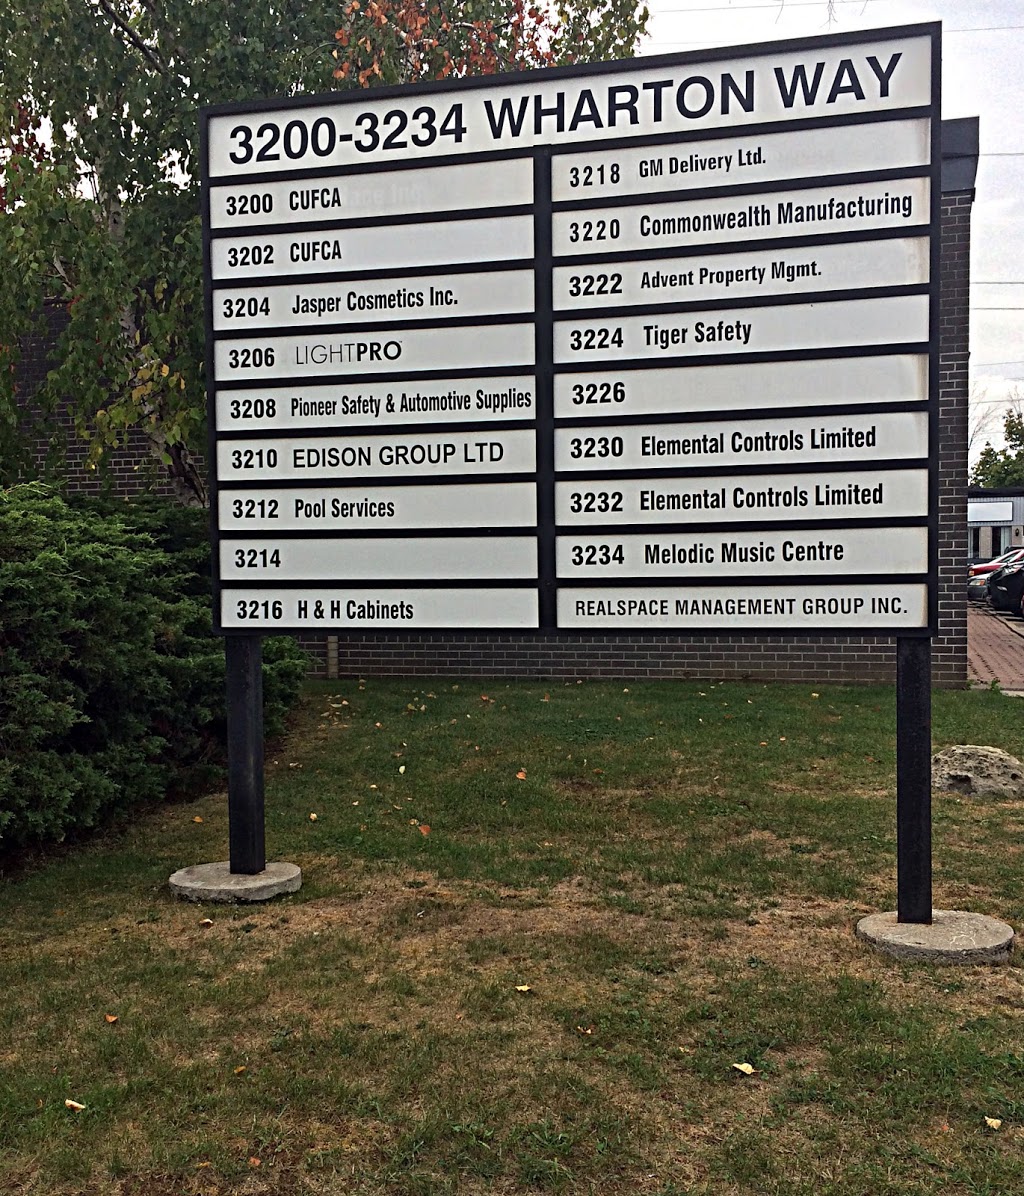 3200-3234 WHARTON WAY
3200 CUFCA
3202 CUFCA
3204 Jasper Cosmetics Inc.
3206 LIGHTPRO
3208 Pioneer Safety & Automotive Supplies
3210 EDISON GROUP LTD
3212 Pool Services
3214
3216 H & H Cabinets
3218 GM Delivery Ltd.
3220 Commonwealth Manufacturing
3222 Advent Property Mgmt.
3224 Tiger Safety
3226
3230 Elemental Controls Limited
3232 Elemental Controls Limited
3234 Melodic Music Centre
REALSPACE MANAGEMENT GROUP INC.